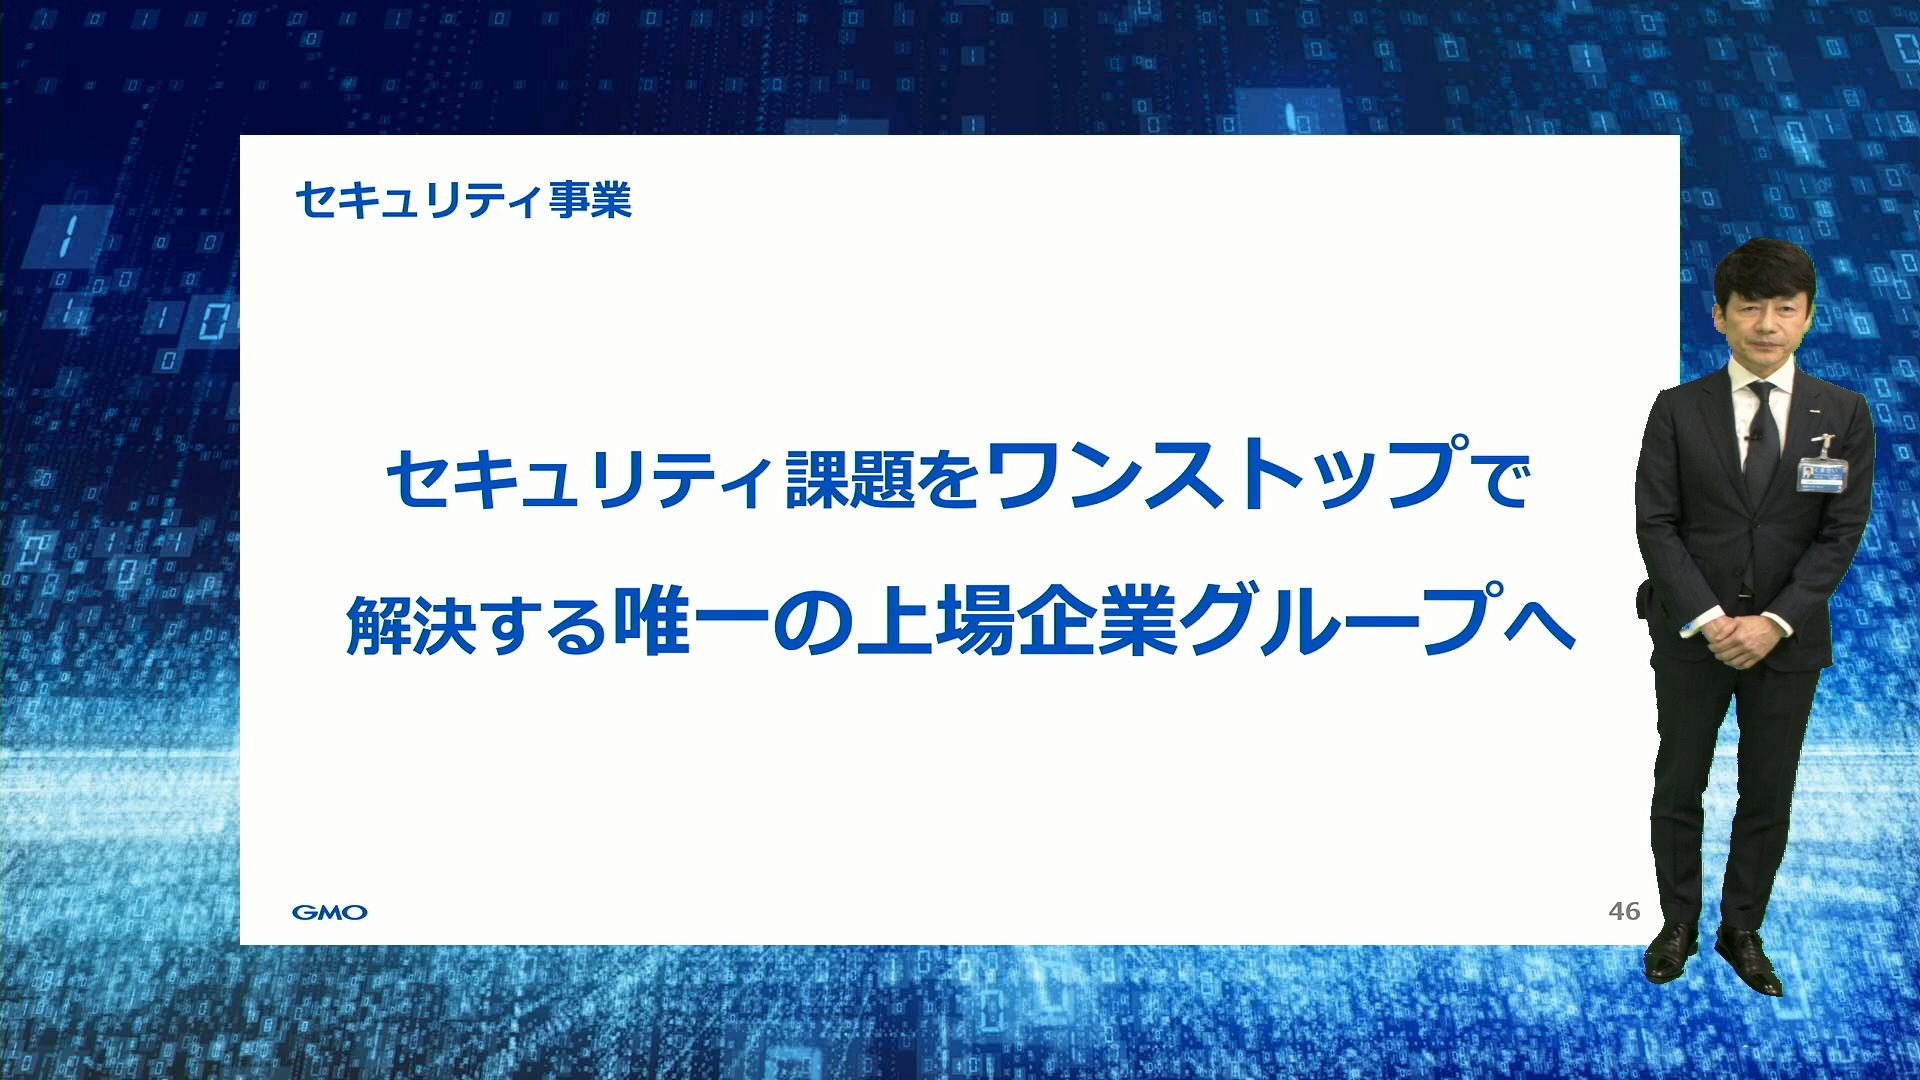 セキュリティ事業
セキュリティ課題をワンストップで
解決する唯一の上場企業グループへ
GMO
46